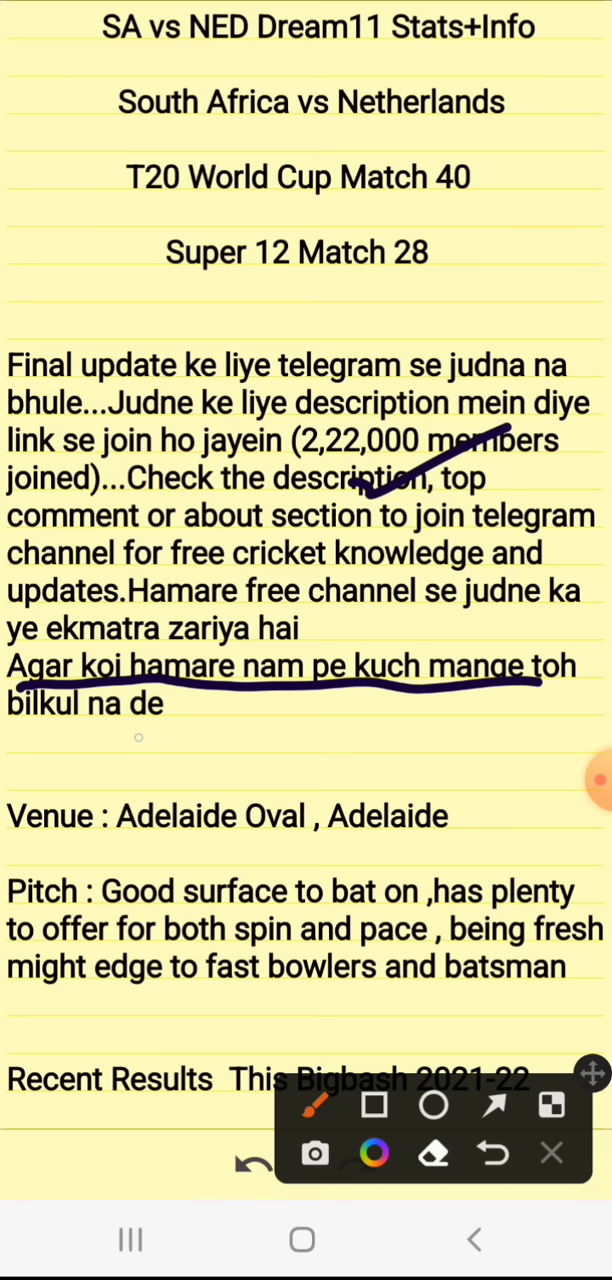 SA vs NED Dream11 Stats+Info
South Africa vs Netherlands
T20 World Cup Match 40
Super 12 Match 28
Final update ke liye telegram se judna na
bhule...Judne ke liye description mein diye
link se join ho jayein (2,22,000 members
joined)...Check the description, top
comment or about section to join telegram
channel for free cricket knowledge and
updates.Hamare free channel se judne ka
ye ekmatra zariya hai
Agar koi hamare nam pe kuch mange toh
bilkul na de
Venue : Adelaide Oval , Adelaide
Pitch : Good surface to bat on ,has plenty
to offer for both spin and pace , being fresh
might edge to fast bowlers and batsman
Recent Results  This Bigbash 2021-22